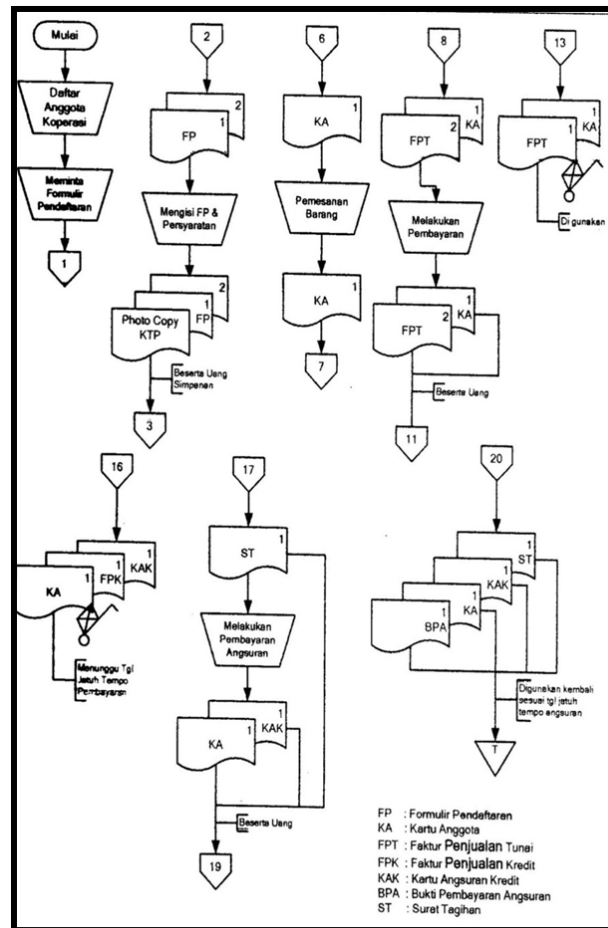 Mulai
Daftar
Anggota
Koperasi
Meminta
Formulir
Pendaftaran
1
2
2
1
FP
Mengisi FP &
Persyaratan
2
1
FP
Photo Copy
KTP
Beserta Uang
Simpanan
3
6
1
KA
Pemesanan
Barang
1
KA
7
8
1
KA
2
FPT
Melakukan
Pembayaran
1
KA
2
FPT
Beserta Uang
11
13
1
KA
1
FPT
Di gunakan
16
1
KAK
1
FPK
1
KA
Menunggu Tgl
Jatuh Tempo
Pembayaran
17
1
ST
Melakukan
Pembayaran
Angsuran
1
KAK
1
KA
Beserta Uang
19
20
1
ST
1
KAK
1
KA
1
BPA
Digunakan kembali
sesuai tgl jatuh
tempo angsuran
T
FP : Formulir Pendaftaran
KA : Kartu Anggota
FPT : Faktur Penjualan Tunai
FPK : Faktur Penjualan Kredit
KAK : Kartu Angsuran Kredit
BPA : Bukti Pembayaran Angsuran
ST : Surat Tagihan